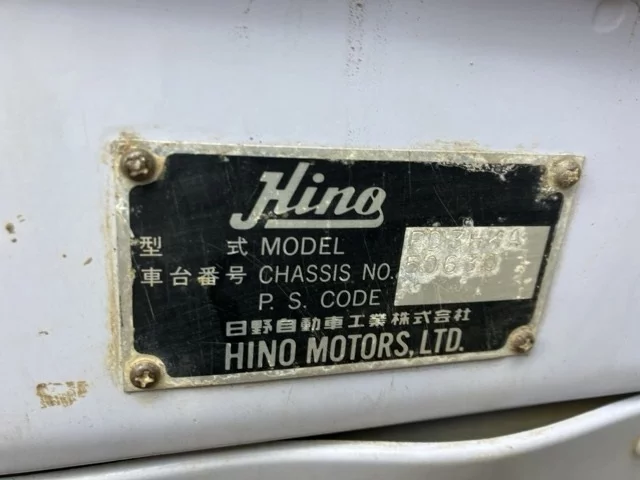 Hino
型 式 MODEL
車台番号 CHASSIS NO.
P. S. CODE
日野自動車工業株式会社
HINO MOTORS, LTD.